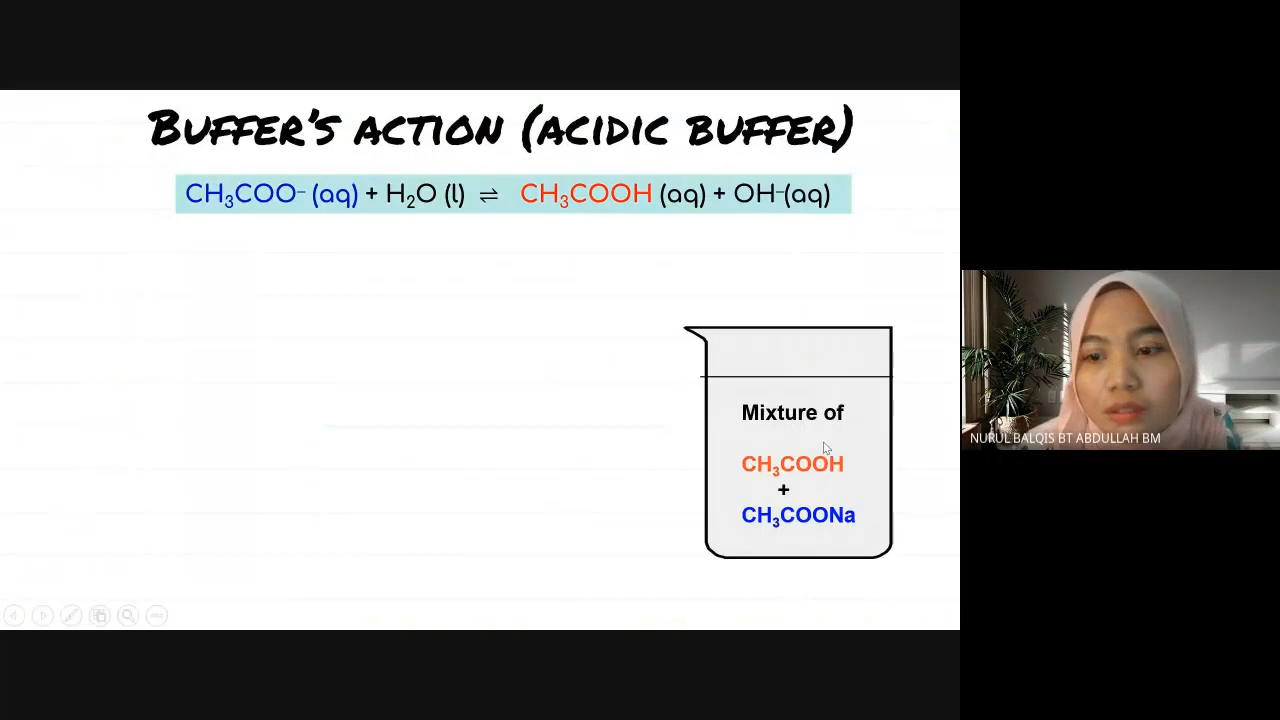 BUFFER'S ACTION (ACIDIC BUFFER)
CH₃COO⁻ (aq) + H₂O (l) ⇌ CH₃COOH (aq) + OH⁻(aq)
Mixture of
CH₃COOH
+
CH₃COONa
NURUL BALQIS BT ABDULLAH BM